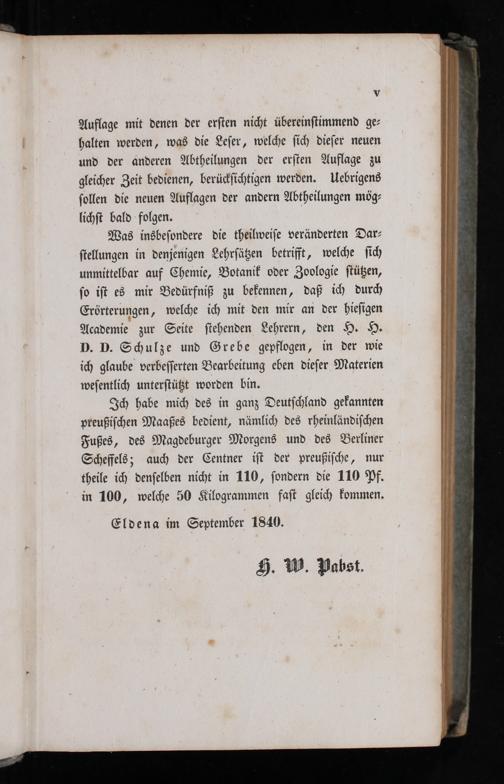 v
Auflage mit denen der ersten nicht übereinstimmend ge-
halten werden, was die Leser, welche sich dieser neuen
und der anderen Abtheilungen der ersten Auflage zu
gleicher Zeit bedienen, berücksichtigen werden. Uebrigens
sollen die neuen Auflagen der andern Abtheilungen mög-
lichst bald folgen.
Was insbesondere die theilweise veränderten Dar-
stellungen in denjenigen Lehrsätzen betrifft, welche sich
unmittelbar auf Chemie, Botanik oder Zoologie stützen,
so ist es mir Bedürfniß zu bekennen, daß ich durch
Erörterungen, welche ich mit den mir an der hiesigen
Academie zur Seite stehenden Lehrern, den H. H.
D. D. Schulze und Grebe gepflogen, in der wie
ich glaube verbesserten Bearbeitung eben dieser Materien
wesentlich unterstützt worden bin.
Ich habe mich des in ganz Deutschland gekannten
preußischen Maaßes bedient, nämlich des rheinländischen
Fußes, des Magdeburger Morgens und des Berliner
Scheffels; auch der Centner ist der preußische, nur
theile ich denselben nicht in 110, sondern die 110 Pf.
in 100, welche 50 Kilogrammen fast gleich kommen.
Eldena im September 1840.
H. W. Pabst.